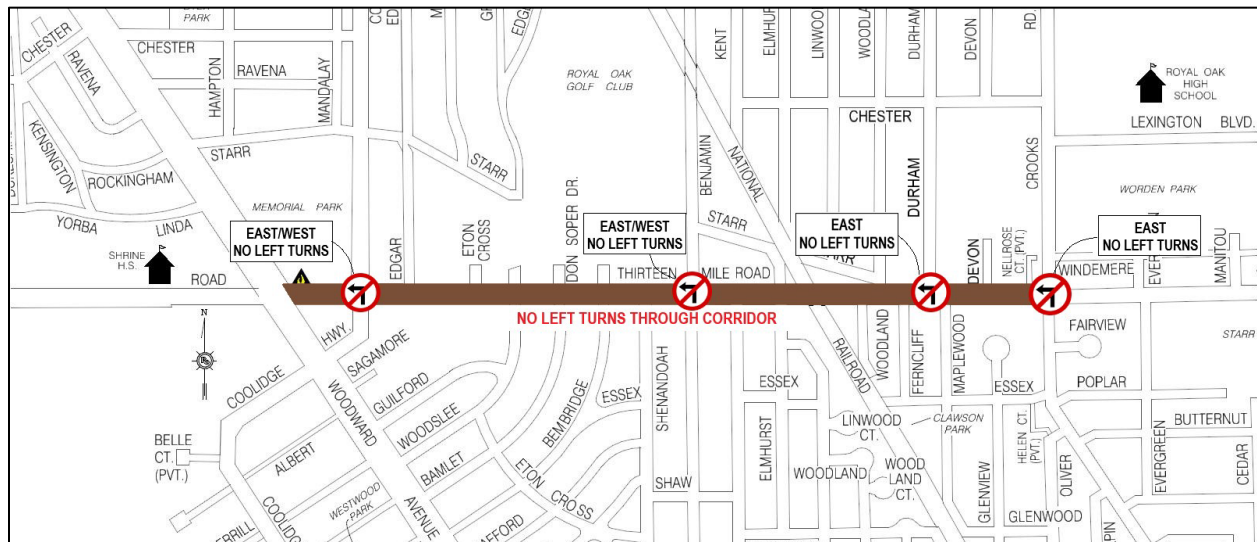 CHESTER
PARK
CHESTER
RAVENA
RAVENA
HAMPTON
MANDALAY
ROYAL OAK
GOLF CLUB
KENT
ELMHURST
LINWOOD
WOODLA
DURHAM
DEVON
RD.
ROYAL OAK
HIGH
SCHOOL
CHESTER
LEXINGTON BLVD.
KENSINGTON
ROCKINGHAM
STARR
STARR
BENJAMIN
NATIONAL
DURHAM
CROOKS
WORDEN PARK
YORBA LINDA
MEMORIAL PARK
STARR
EAST/WEST
NO LEFT TURNS
EAST/WEST
NO LEFT TURNS
EAST
NO LEFT TURNS
EAST
NO LEFT TURNS
SHRINE
H.S.
ROAD
EDGAR
ETON
CROSS
DON SOPER DR.
THIRTEEN MILE ROAD
DEVON
NELLROSE
CT. (PVT.)
WINDEMERE
MANITOU
NO LEFT TURNS THROUGH CORRIDOR
N
HWY.
SAGAMORE
COOLIDGE
WOODWARD
GUILFORD
WOODSLEE
BEMBRIDGE
ESSEX
SHENANDOAH
ESSEX
RAILROAD
WOODLAND
FERNCLIFF
MAPLEWOOD
ESSEX
FAIRVIEW
STARR
POPLAR
BELLE
CT.
(PVT.)
ALBERT
BAMLET
ETON CROSS
ELMHURST
LINWOOD
CT.
CLAWSON
PARK
HELEN CT.
(PVT.)
BUTTERNUT
WESTWOOD
PARK
COOLIDGE
AVENUE
SHAW
WOODLAND
WOOD
LAND
CT.
GLENVIEW
OLIVER
EVERGREEN
CEDAR
GLENWOOD